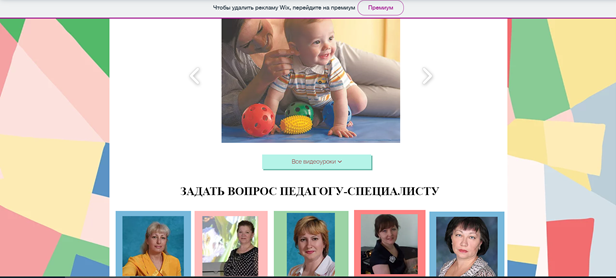 Чтобы удалить рекламу Wix, перейдите на премиум
Премиум
Все видеоуроки
ЗАДАТЬ ВОПРОС ПЕДАГОГУ-СПЕЦИАЛИСТУ